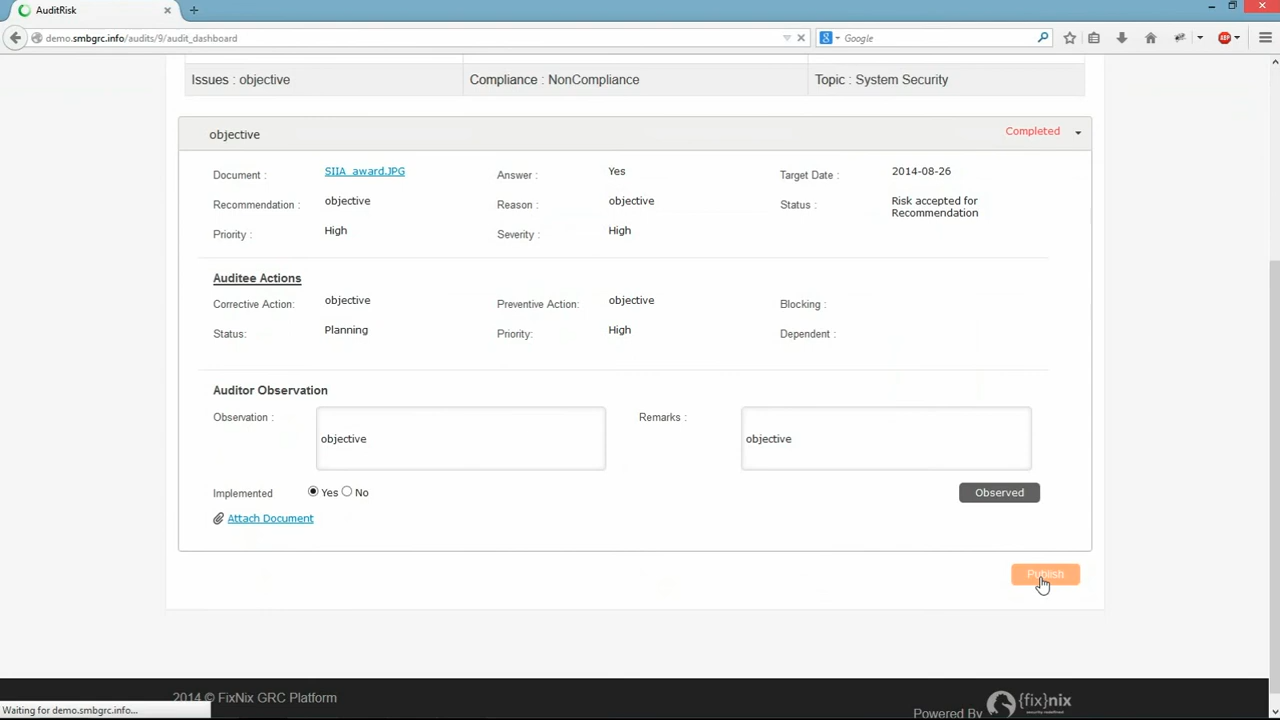 AuditRisk
demo.smbgrc.info/audits/9/audit_dashboard
Google
ABP
Issues : objective
Compliance : NonCompliance
Topic : System Security
objective
Completed
Document :
SIIA_award.JPG
Answer :
Yes
Target Date :
2014-08-26
Recommendation :
objective
Reason :
objective
Status :
Risk accepted for
Recommendation
Priority :
High
Severity :
High
Auditee Actions
Corrective Action:
objective
Preventive Action:
objective
Blocking :
Status:
Planning
Priority:
High
Dependent :
Auditor Observation
Observation :
objective
Remarks :
objective
Implemented
Yes
No
Observed
Attach Document
Publish
2014 © FixNix GRC Platform
Powered By
{fix}nix
Waiting for demo.smbgrc.info...